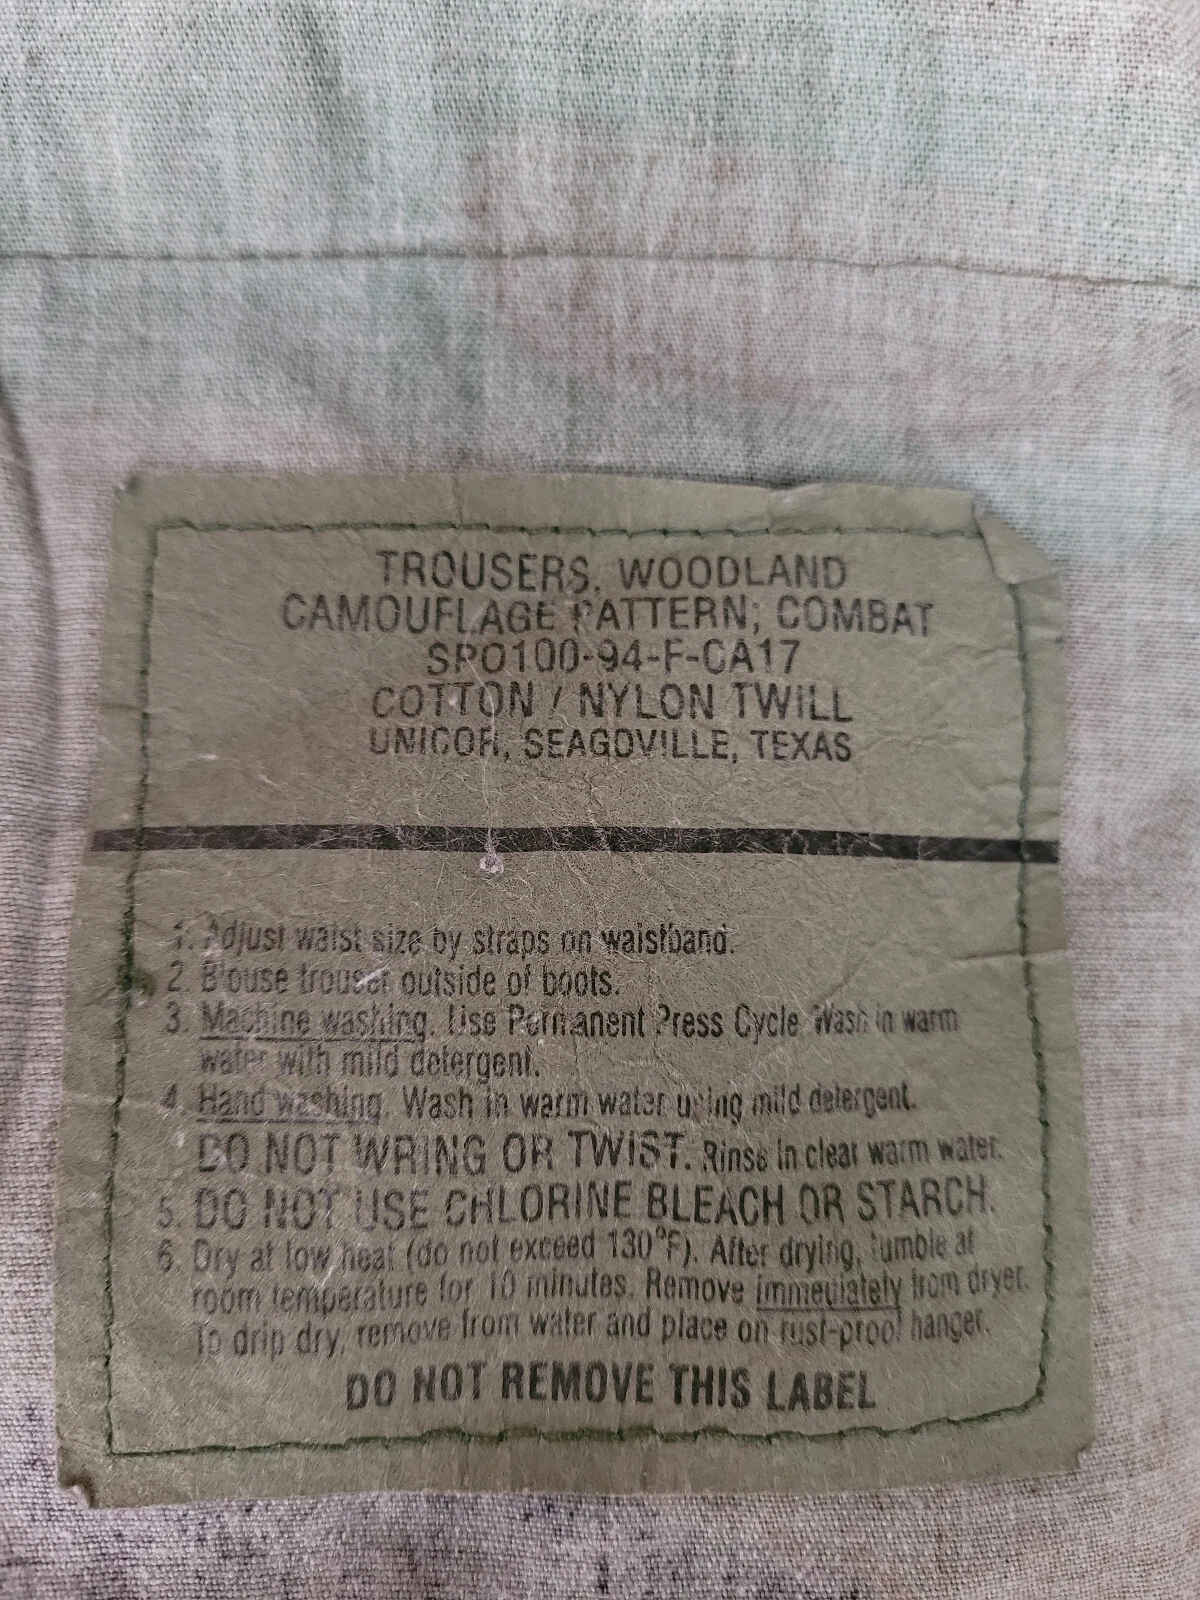 TROUSERS, WOODLAND
CAMOUFLAGE PATTERN; COMBAT
SPO100-94-F-CA17
COTTON / NYLON TWILL
UNICOR, SEAGOVILLE, TEXAS
1. Adjust waist size by straps on waistband.
2. Blouse trouser outside of boots.
3. Machine washing. Use Permanent Press Cycle. Wash in warm
water with mild detergent.
4. Hand washing. Wash in warm water using mild detergent.
DO NOT WRING OR TWIST. Rinse in clear warm water.
5. DO NOT USE CHLORINE BLEACH OR STARCH.
6. Dry at low heat (do not exceed 130°F). After drying, tumble at
room temperature for 10 minutes. Remove immediately from dryer.
To drip dry, remove from water and place on rust-proof hanger.
DO NOT REMOVE THIS LABEL